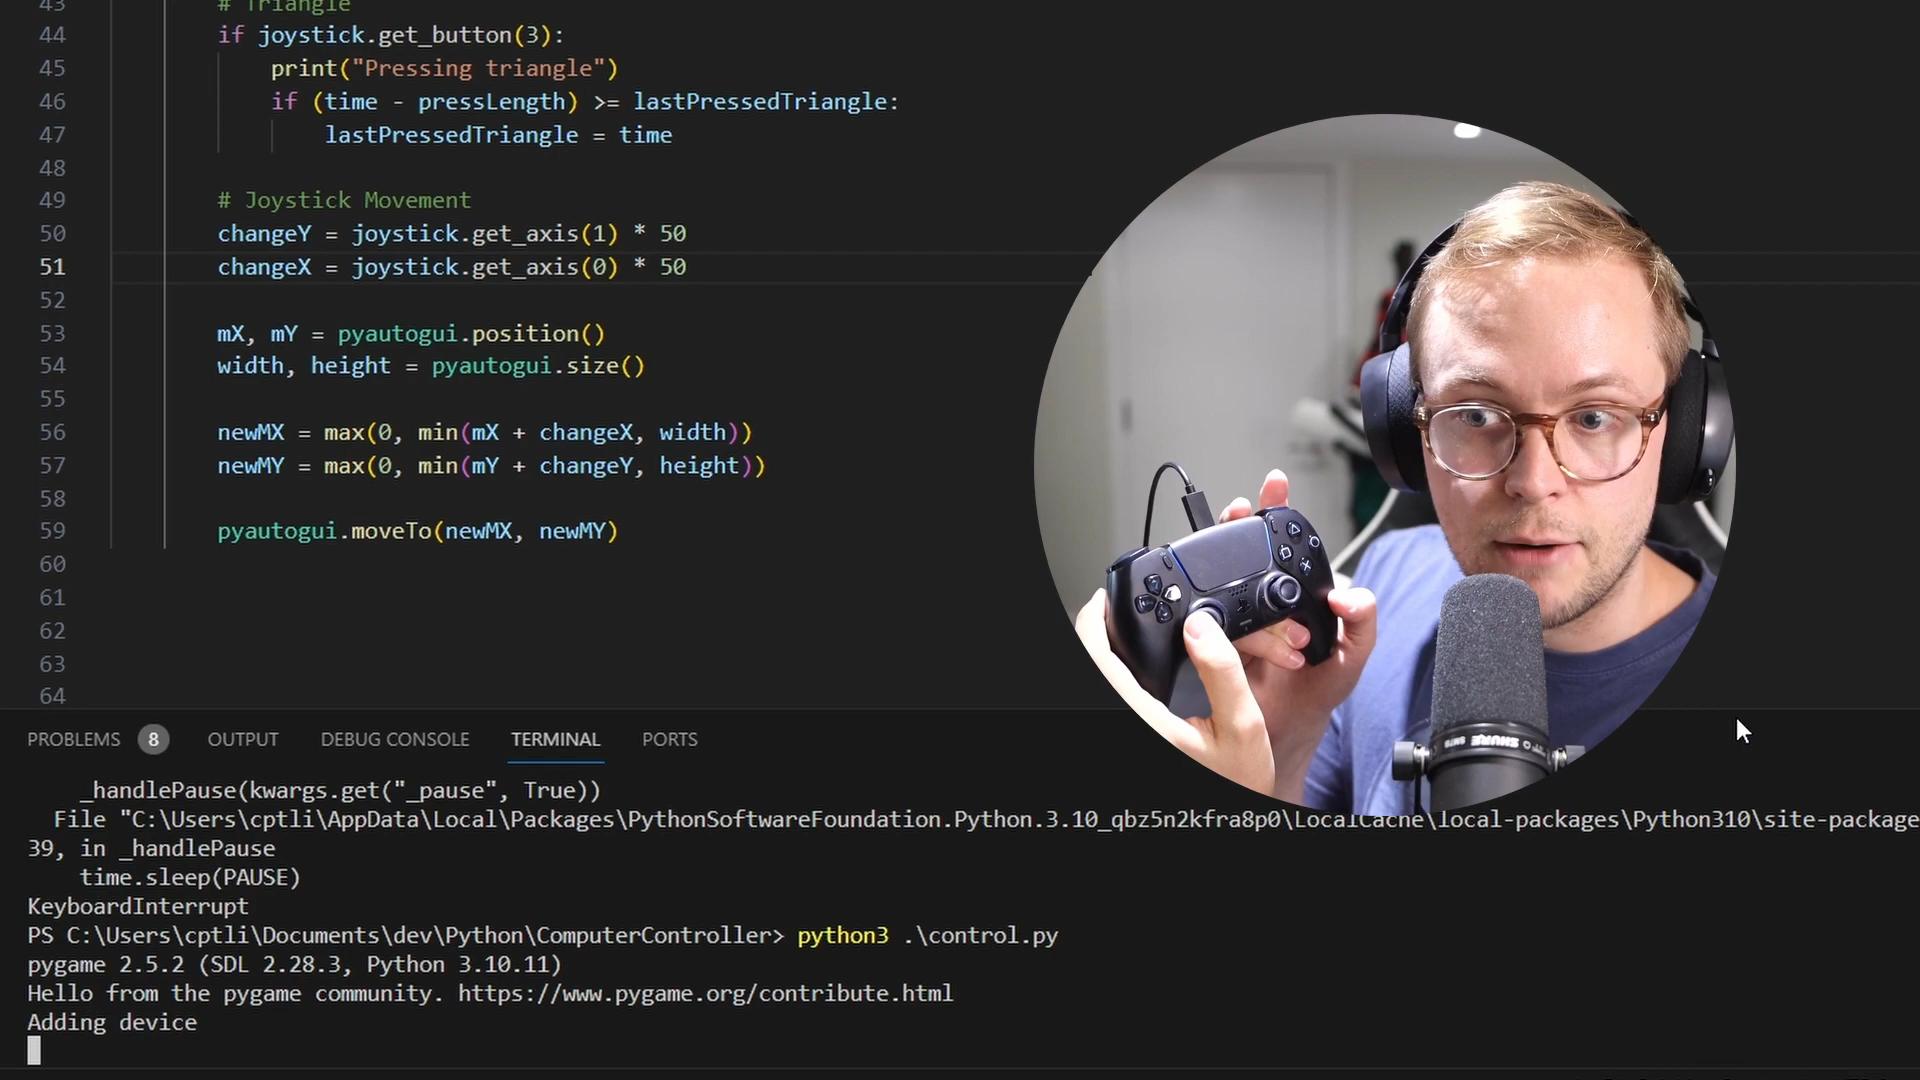 43 # Triangle
44 if joystick.get_button(3):
45 print("Pressing triangle")
46 if (time - pressLength) >= lastPressedTriangle:
47 lastPressedTriangle = time
48
49 # Joystick Movement
50 changeY = joystick.get_axis(1) * 50
51 changeX = joystick.get_axis(0) * 50
52
53 mX, mY = pyautogui.position()
54 width, height = pyautogui.size()
55
56 newMX = max(0, min(mX + changeX, width))
57 newMY = max(0, min(mY + changeY, height))
58
59 pyautogui.moveTo(newMX, newMY)
60
61
62
63
64
PROBLEMS 8 OUTPUT DEBUG CONSOLE TERMINAL PORTS
_handlePause(kwargs.get("_pause", True))
File "C:\Users\cptli\AppData\Local\Packages\PythonSoftwareFoundation.Python.3.10_qbz5n2kfra8p0\LocalCache\local-packages\Python310\site-package
39, in _handlePause
time.sleep(PAUSE)
KeyboardInterrupt
PS C:\Users\cptli\Documents\dev\Python\ComputerController> python3 .\control.py
pygame 2.5.2 (SDL 2.28.3, Python 3.10.11)
Hello from the pygame community. https://www.pygame.org/contribute.html
Adding device
SHURE SM7B